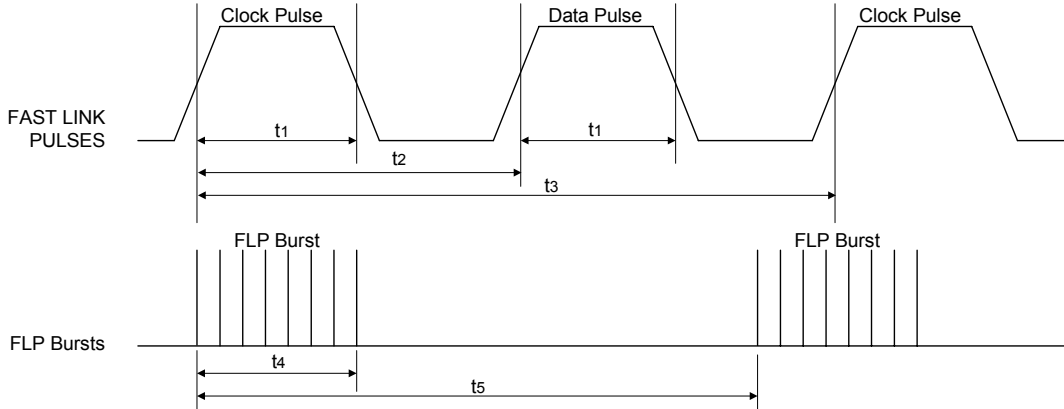 Clock Pulse Data Pulse Clock Pulse
FAST LINK
PULSES
t1 t1
t2
t3
FLP Burst FLP Burst
FLP Bursts
t4
t5